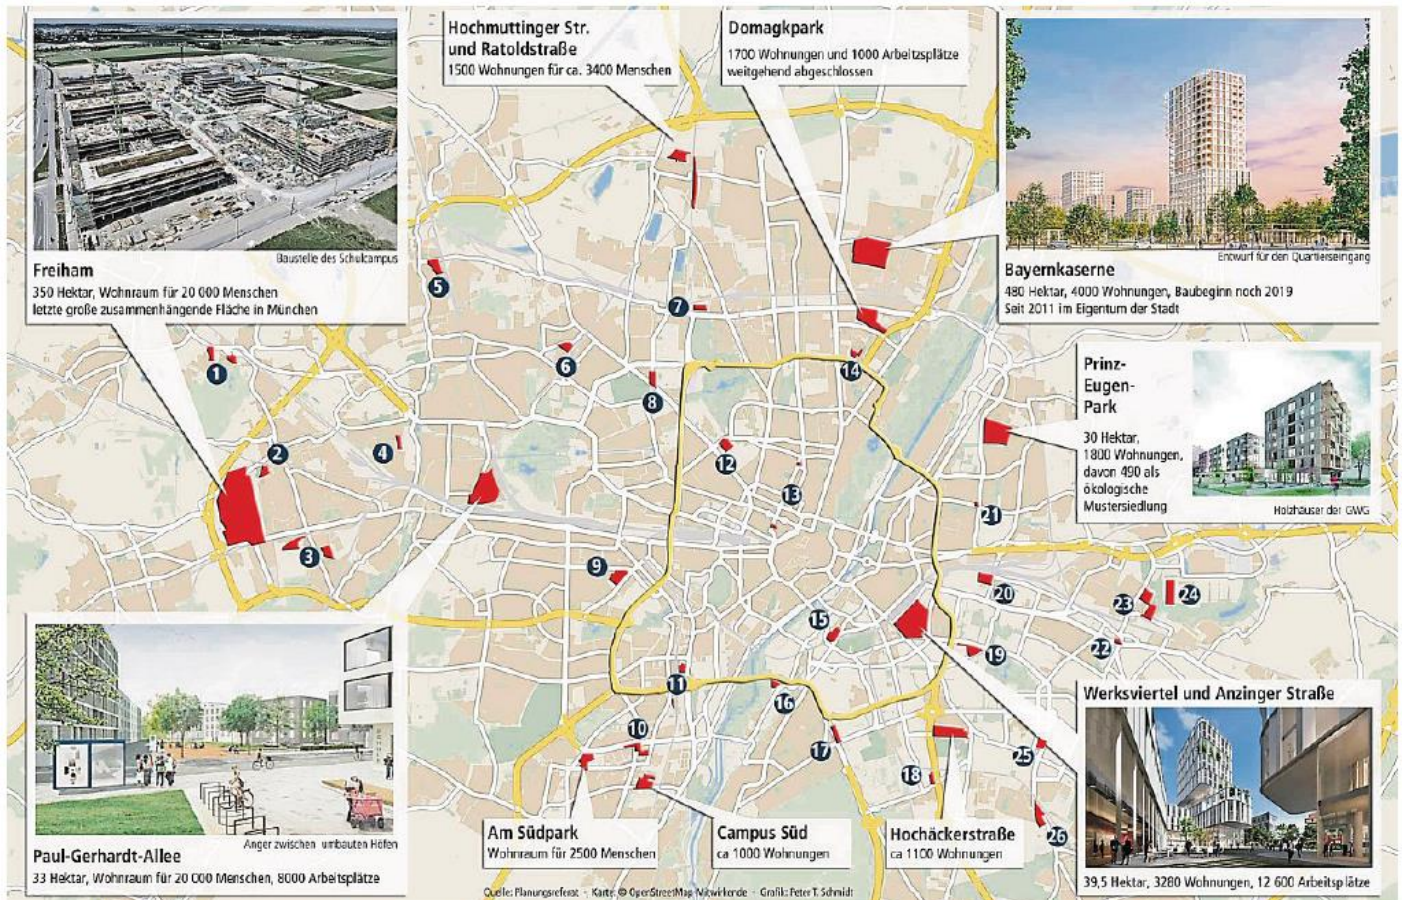 Hochmuttinger Str.
und Ratoldstraße
1500 Wohnungen für ca. 3400 Menschen
Domagkpark
1700 Wohnungen und 1000 Arbeitsplätze
weitgehend abgeschlossen
Baustelle des Schulcampus
Freiham
350 Hektar, Wohnraum für 20 000 Menschen
letzte große zusammenhängende Fläche in München
Entwurf für den Quartierseingang
Bayernkaserne
480 Hektar, 4000 Wohnungen, Baubeginn noch 2019
Seit 2011 im Eigentum der Stadt
Prinz-
Eugen-
Park
30 Hektar,
1800 Wohnungen,
davon 490 als
ökologische
Mustersiedlung
Holzhäuser der GWG
1
2
3
4
5
6
7
8
9
10
11
12
13
14
15
16
17
18
19
20
21
22
23
24
25
26
Anger zwischen umbauten Höfen
Paul-Gerhardt-Allee
33 Hektar, Wohnraum für 20 000 Menschen, 8000 Arbeitsplätze
Am Südpark
Wohnraum für 2500 Menschen
Campus Süd
ca 1000 Wohnungen
Hochäckerstraße
ca 1100 Wohnungen
Werksviertel und Anzinger Straße
39,5 Hektar, 3280 Wohnungen, 12 600 Arbeitsplätze
Quelle: Planungsreferat - Karte: © OpenStreetMap-Mitwirkende - Grafik: Peter T. Schmidt